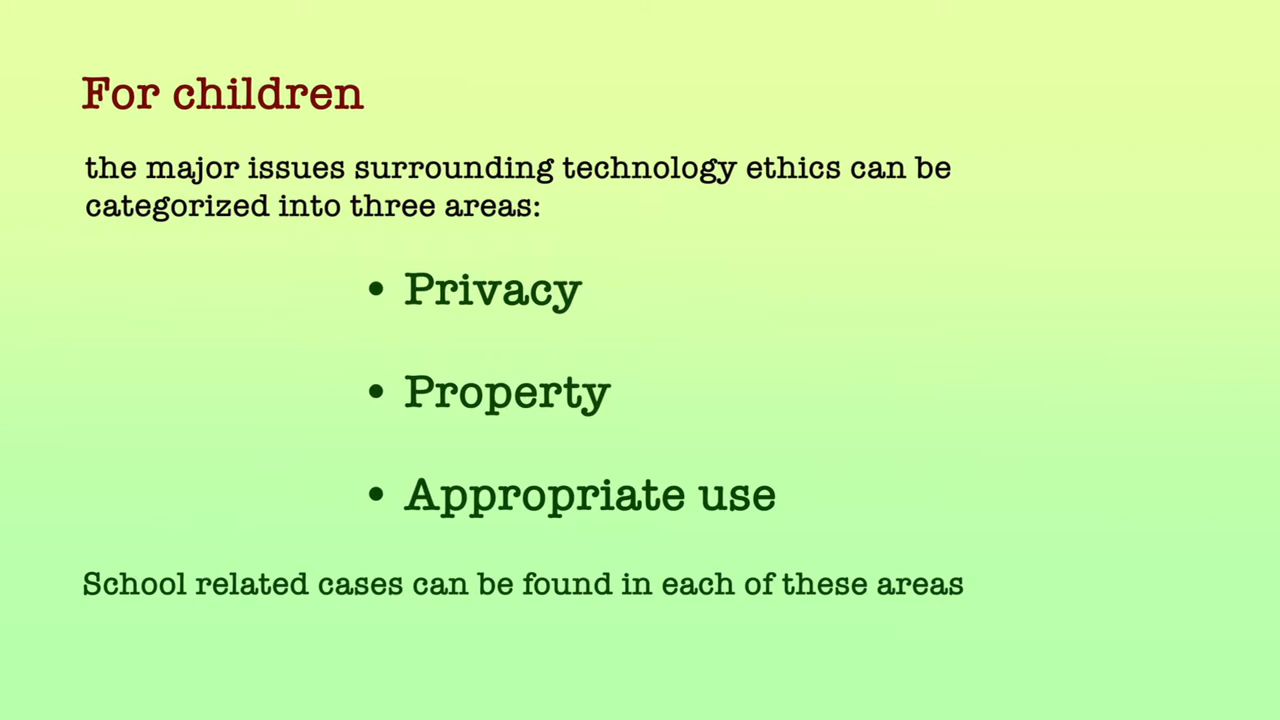 For children
the major issues surrounding technology ethics can be
categorized into three areas:
• Privacy
• Property
• Appropriate use
School related cases can be found in each of these areas